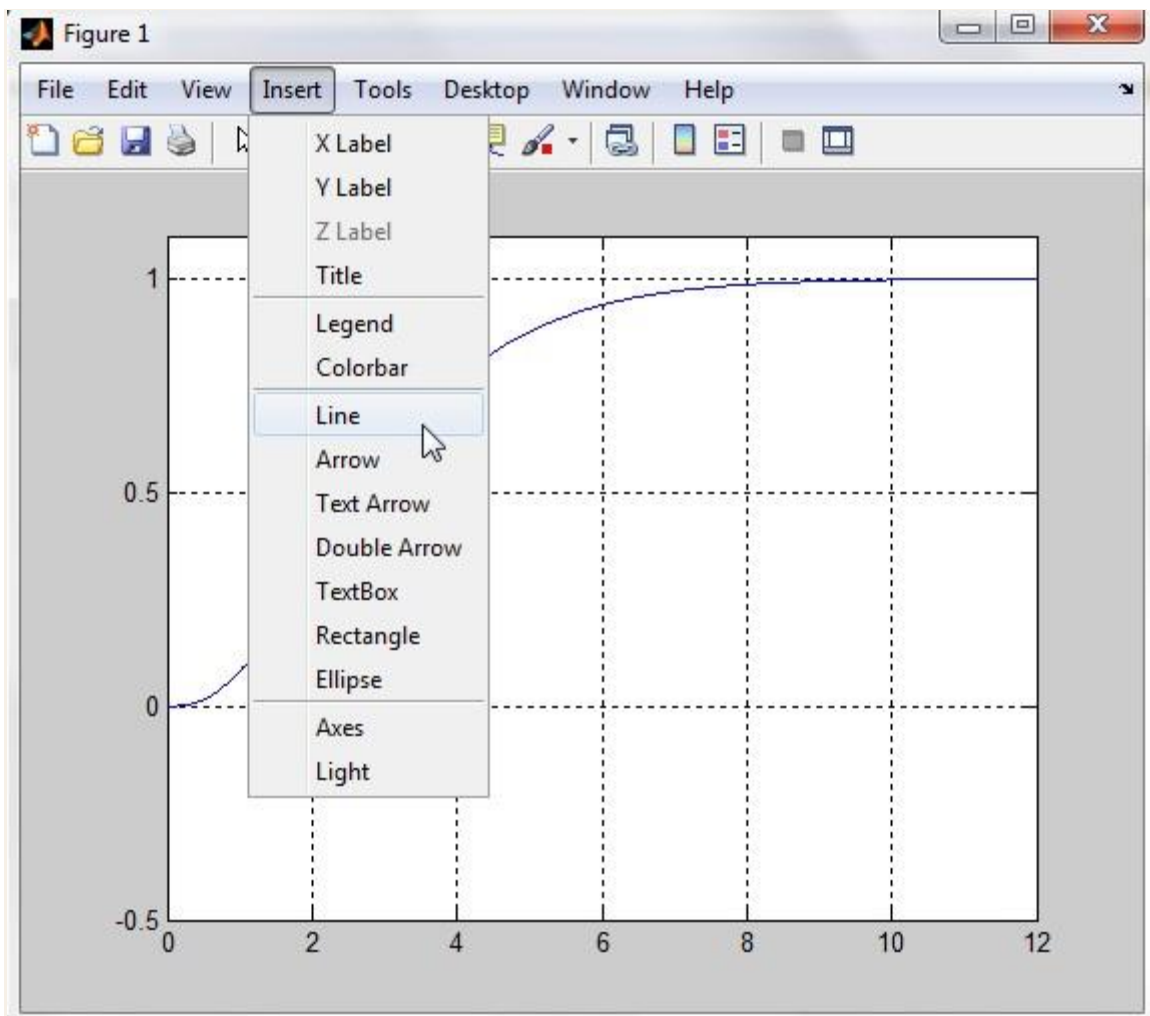 Figure 1
File Edit View Insert Tools Desktop Window Help
X Label
Y Label
Z Label
Title
Legend
Colorbar
Line
Arrow
Text Arrow
Double Arrow
TextBox
Rectangle
Ellipse
Axes
Light
1
0.5
0
-0.5
0 2 4 6 8 10 12